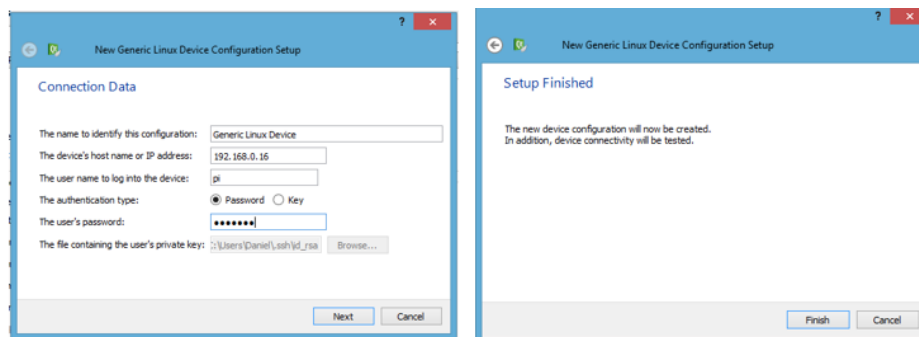 ?
New Generic Linux Device Configuration Setup
Connection Data
The name to identify this configuration: Generic Linux Device
The device's host name or IP address: 192.168.0.16
The user name to log into the device: pi
The authentication type: Password Key
The user's password: •••••••
The file containing the user's private key: :\Users\Daniel\.ssh\id_rsa Browse...
Next Cancel
?
New Generic Linux Device Configuration Setup
Setup Finished
The new device configuration will now be created.
In addition, device connectivity will be tested.
Finish Cancel